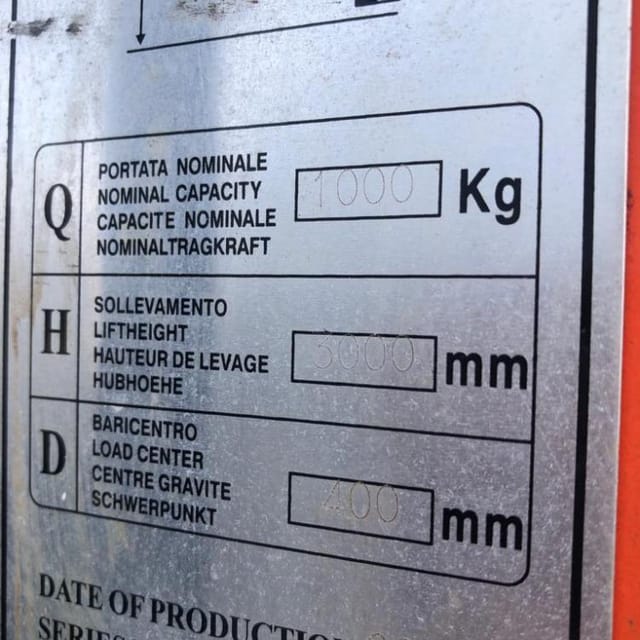 Q
PORTATA NOMINALE
NOMINAL CAPACITY
CAPACITE NOMINALE
NOMINALTRAGKRAFT
1000 Kg
H
SOLLEVAMENTO
LIFTHEIGHT
HAUTEUR DE LEVAGE
HUBHOEHE
3000 mm
D
BARICENTRO
LOAD CENTER
CENTRE GRAVITE
SCHWERPUNKT
400 mm
DATE OF PRODUCTION
SERIES